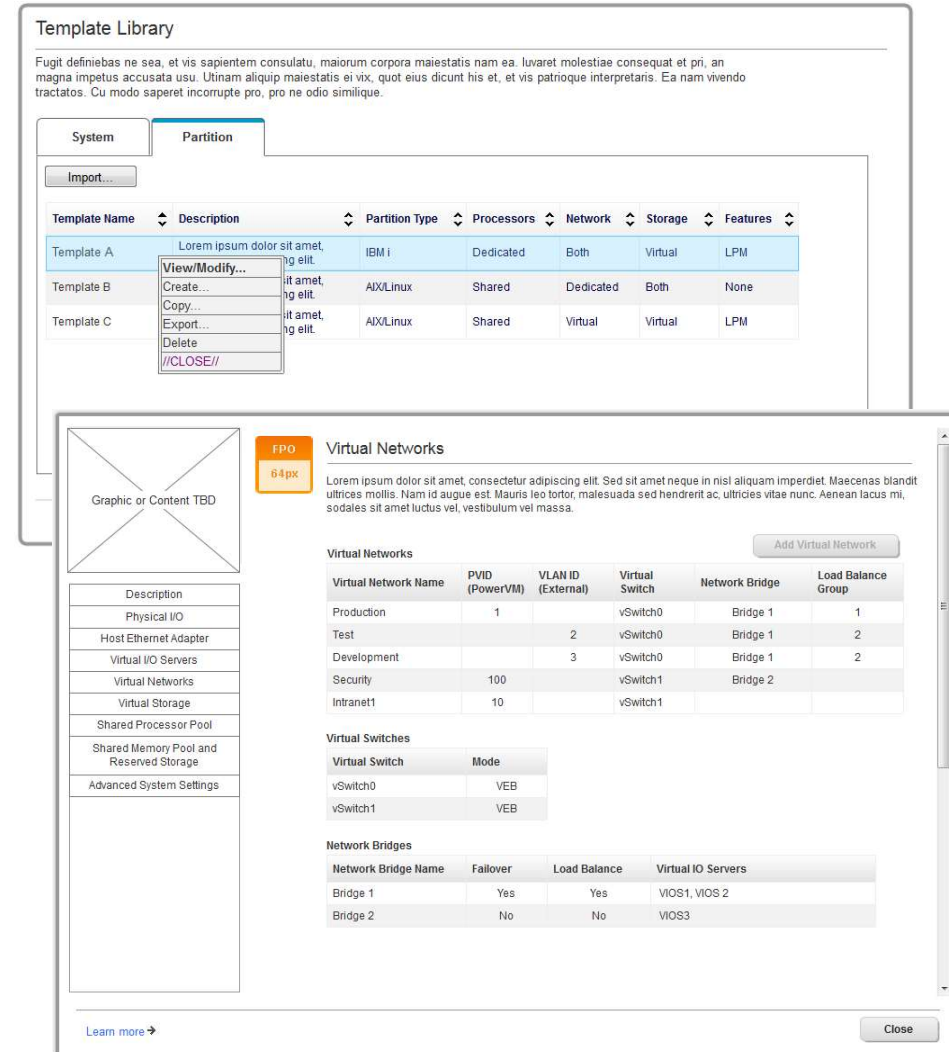 Template Library
Fugit definiebas ne sea, et vis sapientem consulatu, maiorum corpora maiestatis nam ea. Iuvaret molestiae consequat et pri, an
magna impetus accusata usu. Utinam aliquip maiestatis ei vix, quot eius dicunt his et, et vis patrioque interpretaris. Ea nam vivendo
tractatos. Cu modo saperet incorrupte pro, pro ne odio similique.
System Partition
Import...
Template Name Description Partition Type Processors Network Storage Features
Template A Lorem ipsum dolor sit amet, IBM i Dedicated Both Virtual LPM
ng elit.
View/Modify...
Template B Create... sit amet, AIX/Linux Shared Dedicated Both None
ng elit.
Copy...
Template C Export... sit amet, AIX/Linux Shared Virtual Virtual LPM
ng elit.
Delete
//CLOSE//
Graphic or Content TBD
Description
Physical I/O
Host Ethernet Adapter
Virtual I/O Servers
Virtual Networks
Virtual Storage
Shared Processor Pool
Shared Memory Pool and
Reserved Storage
Advanced System Settings
FPO
64px
Virtual Networks
Lorem ipsum dolor sit amet, consectetur adipiscing elit. Sed sit amet neque in nisl aliquam imperdiet. Maecenas blandit
ultrices mollis. Nam id augue est. Mauris leo tortor, malesuada sed hendrerit ac, ultricies vitae nunc. Aenean lacus mi,
sodales sit amet luctus vel, vestibulum vel massa.
Add Virtual Network
Virtual Networks
Virtual Network Name PVID (PowerVM) VLAN ID (External) Virtual Switch Network Bridge Load Balance Group
Production 1 vSwitch0 Bridge 1 1
Test 2 vSwitch0 Bridge 1 2
Development 3 vSwitch0 Bridge 1 2
Security 100 vSwitch1 Bridge 2
Intranet1 10 vSwitch1
Virtual Switches
Virtual Switch Mode
vSwitch0 VEB
vSwitch1 VEB
Network Bridges
Network Bridge Name Failover Load Balance Virtual IO Servers
Bridge 1 Yes Yes VIOS1, VIOS 2
Bridge 2 No No VIOS3
Learn more
Close